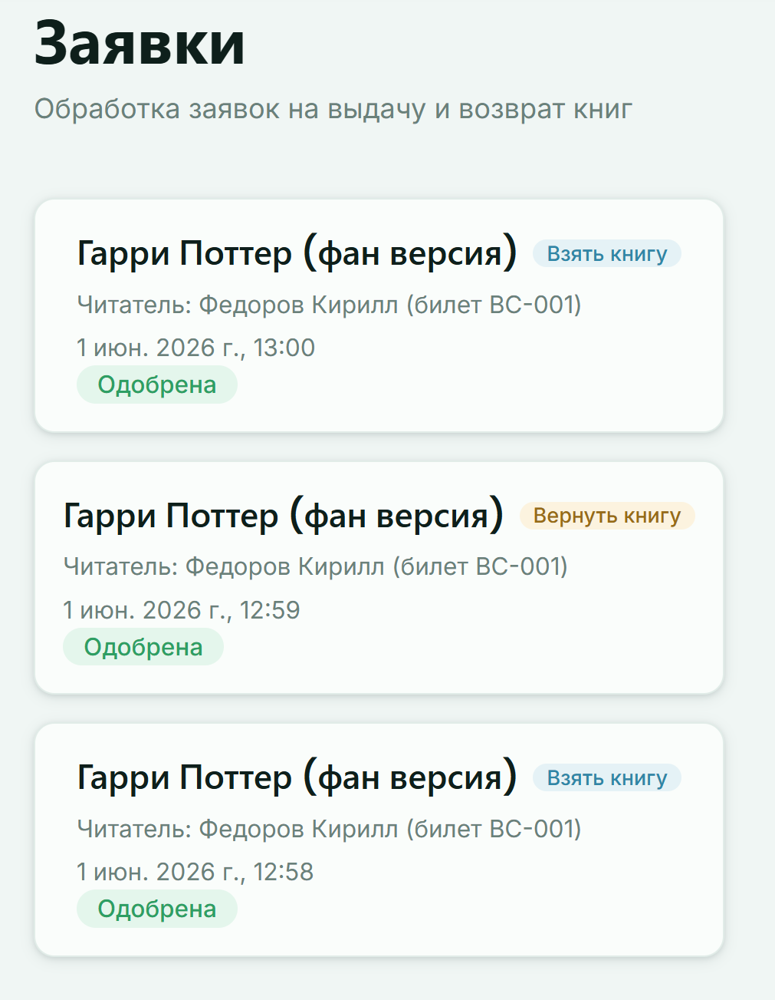 Заявки
Обработка заявок на выдачу и возврат книг
Гарри Поттер (фан версия) Взять книгу
Читатель: Федоров Кирилл (билет ВС-001)
1 июн. 2026 г., 13:00
Одобрена
Гарри Поттер (фан версия) Вернуть книгу
Читатель: Федоров Кирилл (билет ВС-001)
1 июн. 2026 г., 12:59
Одобрена
Гарри Поттер (фан версия) Взять книгу
Читатель: Федоров Кирилл (билет ВС-001)
1 июн. 2026 г., 12:58
Одобрена